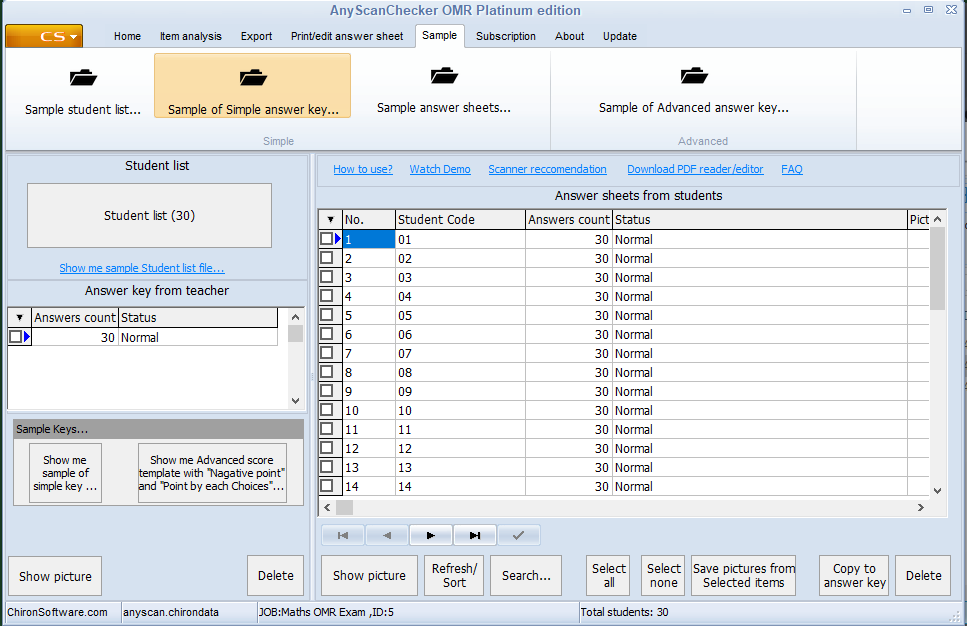 AnyScanChecker OMR Platinum edition
CS
Home Item analysis Export Print/edit answer sheet Sample Subscription About Update
Sample student list... Sample of Simple answer key... Sample answer sheets... Sample of Advanced answer key...
Simple Advanced
Student list
Student list (30)
Show me sample Student list file...
Answer key from teacher
Answers count Status
30 Normal
Sample Keys...
Show me
sample of
simple key ...
Show me Advanced score
template with "Nagative point"
and "Point by each Choices"...
Show picture Delete
How to use? Watch Demo Scanner reccomendation Download PDF reader/editor FAQ
Answer sheets from students
No. Student Code Answers count Status Pict
1 01 30 Normal
2 02 30 Normal
3 03 30 Normal
4 04 30 Normal
5 05 30 Normal
6 06 30 Normal
7 07 30 Normal
8 08 30 Normal
9 09 30 Normal
10 10 30 Normal
11 11 30 Normal
12 12 30 Normal
13 13 30 Normal
14 14 30 Normal
Show picture
Refresh/
Sort
Search...
Select
all
Select
none
Save pictures from
Selected items
Copy to
answer key
Delete
ChironSoftware.com anyscan.chirondata JOB:Maths OMR Exam ,ID:5 Total students: 30